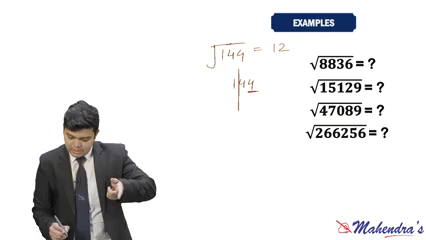 EXAMPLES
√144 = 12
144
√8836 = ?
√15129 = ?
√47089 = ?
√266256 = ?
Mahendra's